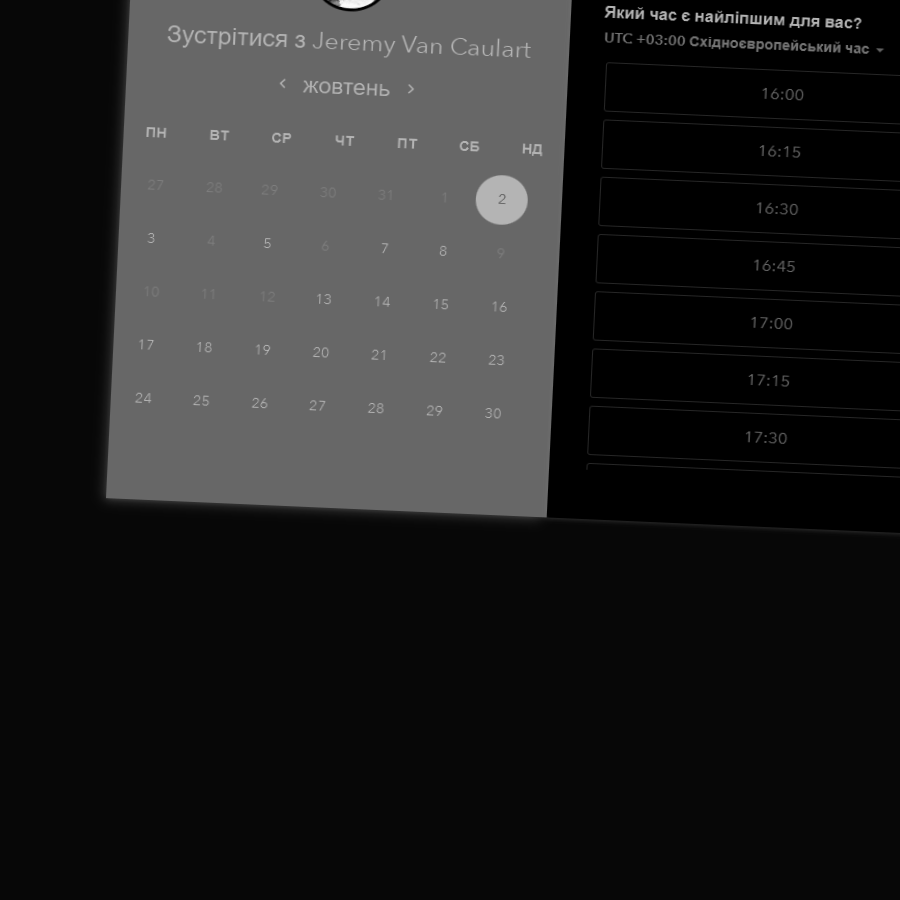 Зустрітися з Jeremy Van Caulart
жовтень
ПН ВТ СР ЧТ ПТ СБ НД
27 28 29 30 31 1 2
3 4 5 6 7 8 9
10 11 12 13 14 15 16
17 18 19 20 21 22 23
24 25 26 27 28 29 30
Який час є найліпшим для вас?
UTC +03:00 Східноєвропейський час
16:00
16:15
16:30
16:45
17:00
17:15
17:30